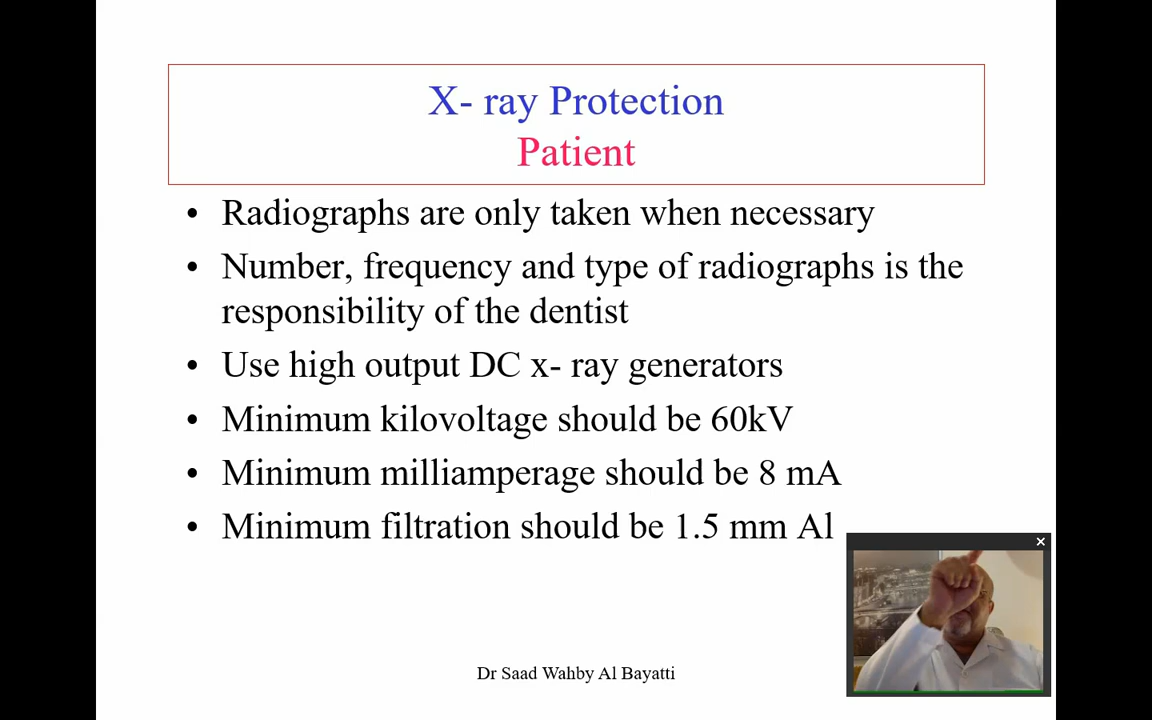 X- ray Protection
Patient
• Radiographs are only taken when necessary
• Number, frequency and type of radiographs is the
responsibility of the dentist
• Use high output DC x- ray generators
• Minimum kilovoltage should be 60kV
• Minimum milliamperage should be 8 mA
• Minimum filtration should be 1.5 mm Al
Dr Saad Wahby Al Bayatti